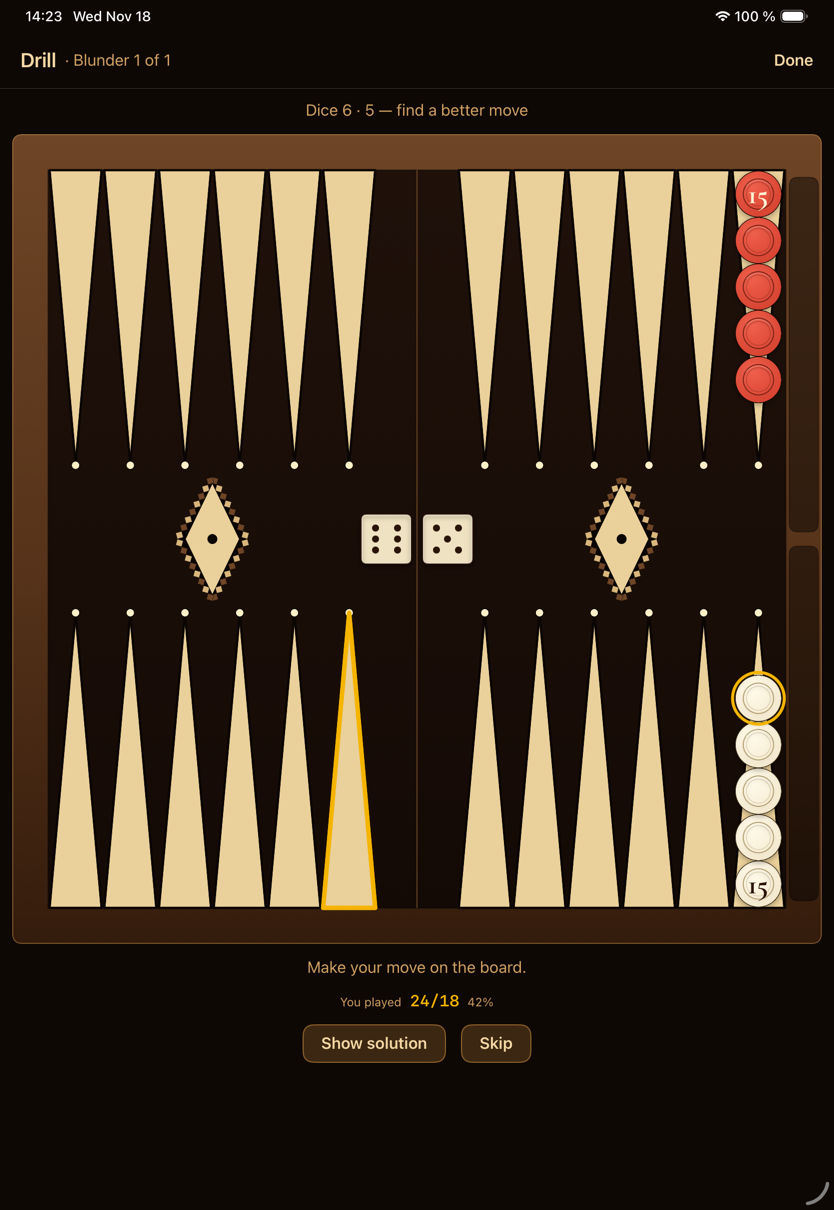 14:23 Wed Nov 18 100 %
Drill · Blunder 1 of 1 Done
Dice 6 · 5 — find a better move
15
15
Make your move on the board.
You played 24/18 42%
Show solution Skip